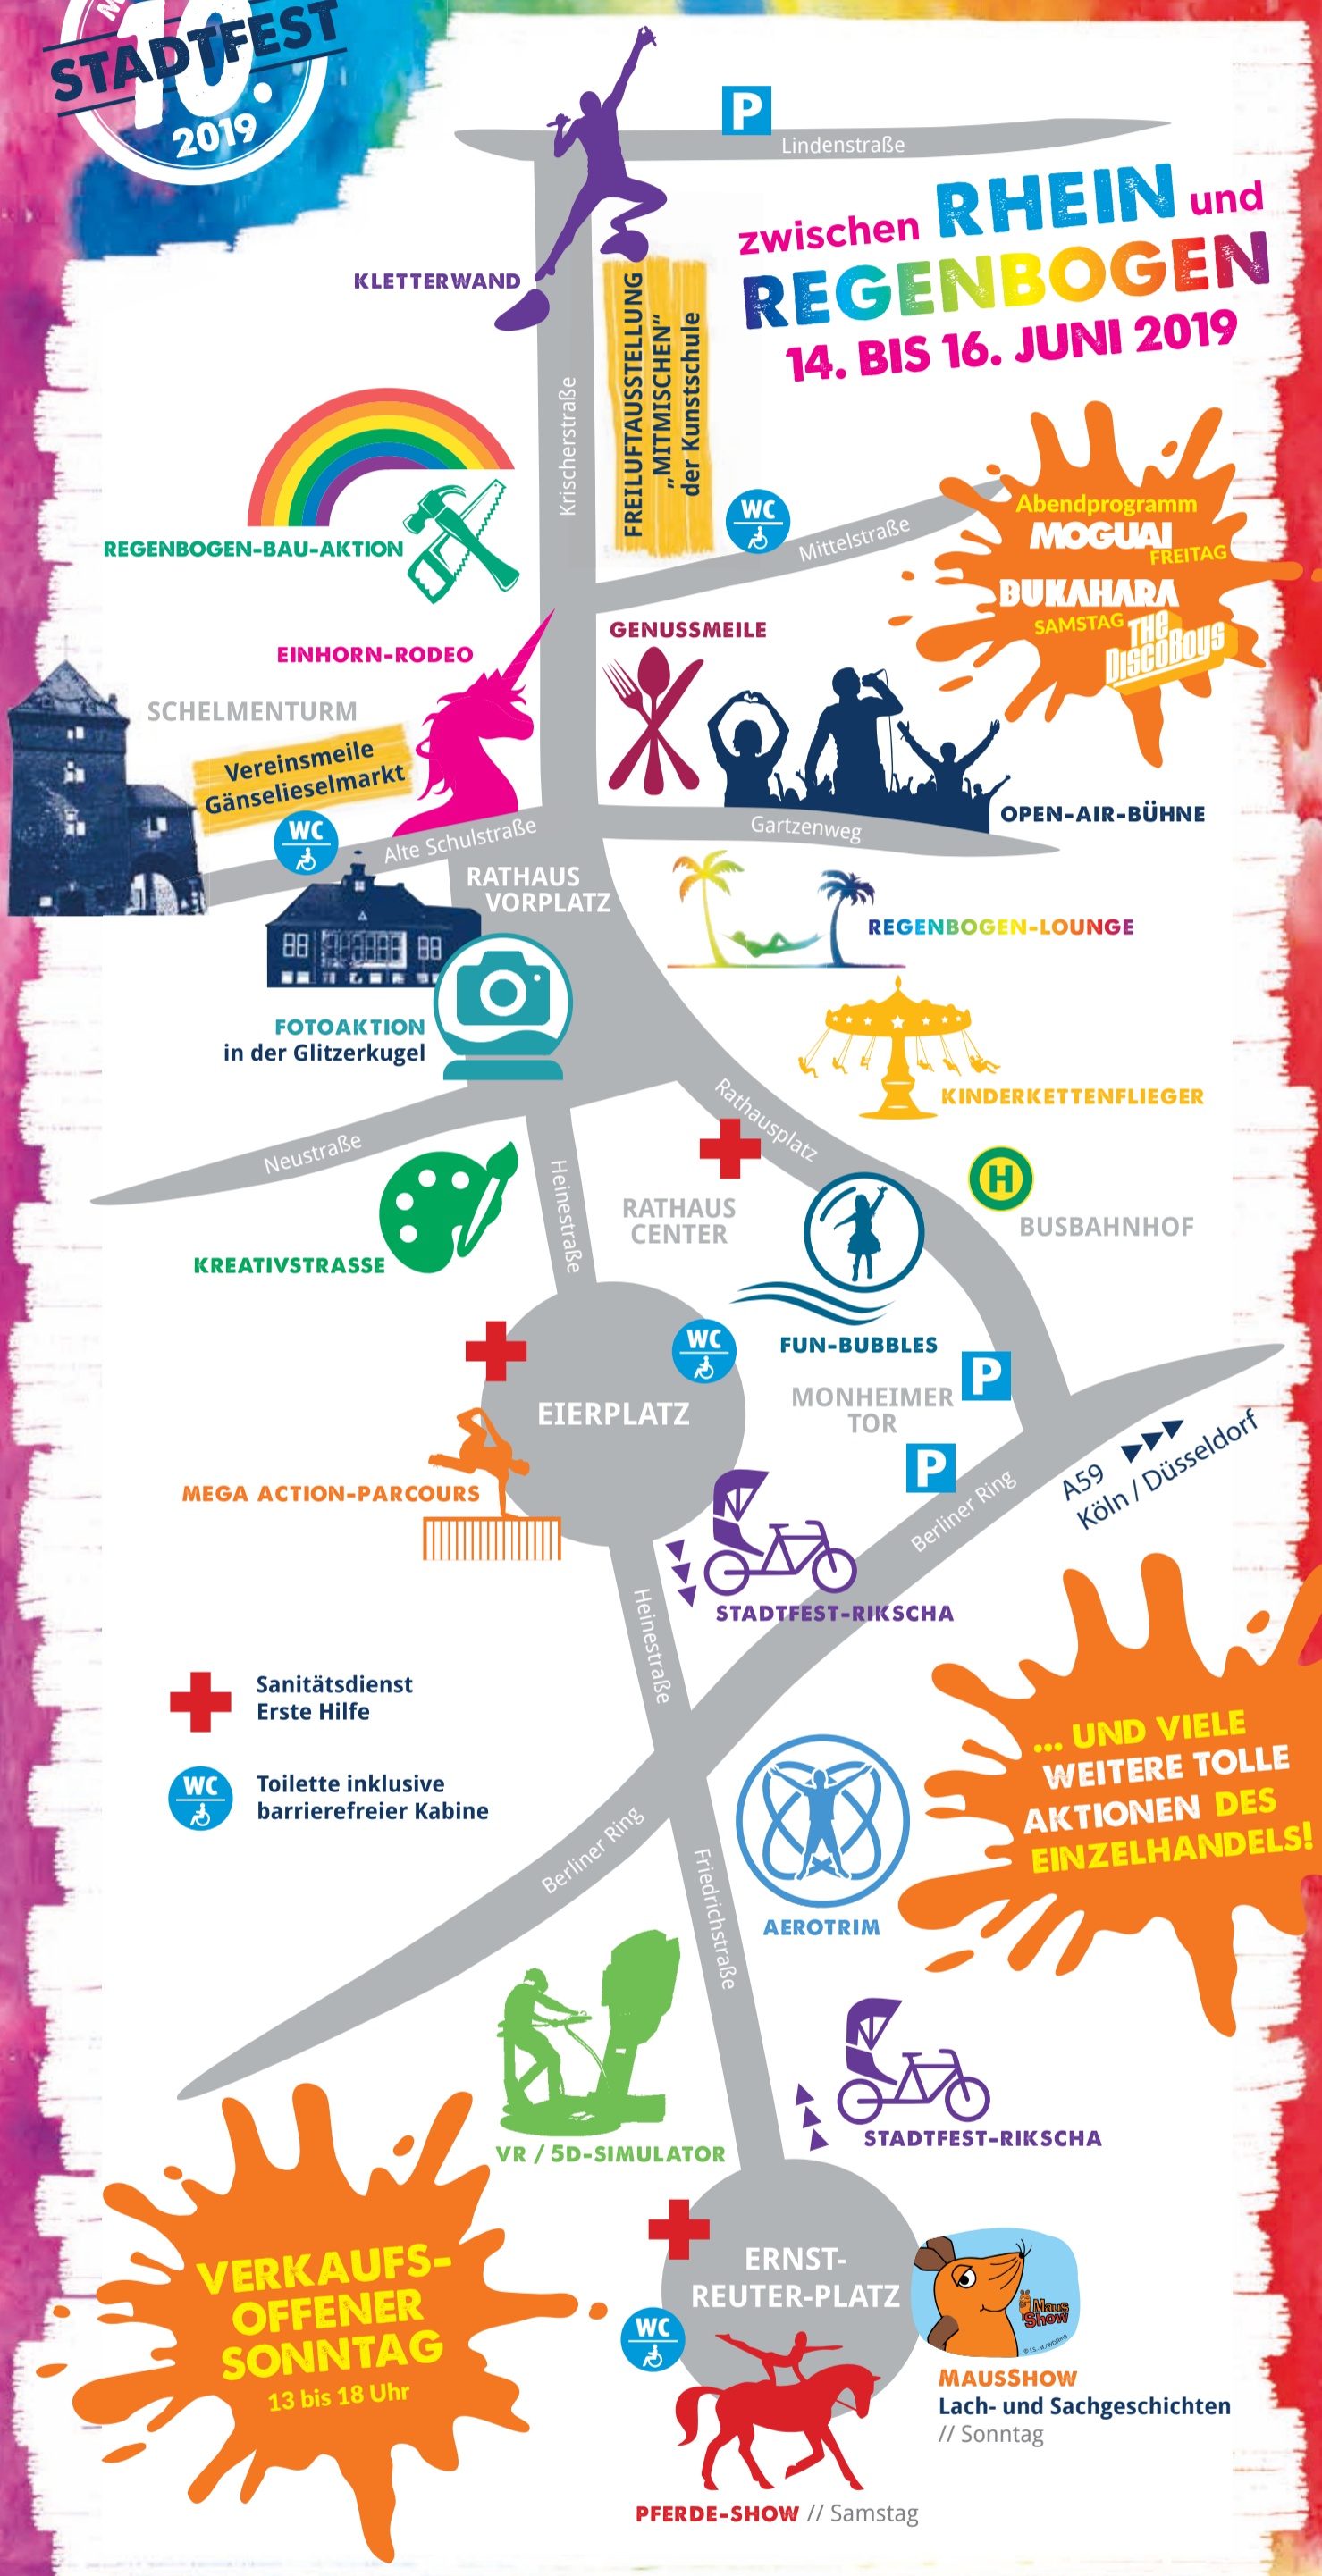 10.
STADTFEST
2019
P
Lindenstraße
zwischen RHEIN und
REGENBOGEN
14. BIS 16. JUNI 2019
KLETTERWAND
Krischerstraße
FREILUFTAUSSTELLUNG
„MITMISCHEN“
der Kunstschule
REGENBOGEN-BAU-AKTION
WC
Mittelstraße
Abendprogramm
MOGUAI
FREITAG
BUKAHARA
SAMSTAG
THE
DISCOBOYS
GENUSSMEILE
EINHORN-RODEO
SCHELMENTURM
Vereinsmeile
Gänselieselmarkt
WC
Alte Schulstraße
Gartzenweg
OPEN-AIR-BÜHNE
RATHAUS
VORPLATZ
REGENBOGEN-LOUNGE
FOTOAKTION
in der Glitzerkugel
KINDERKETTENFLIEGER
Rathausplatz
Neustraße
Heinestraße
RATHAUS
CENTER
H
BUSBAHNHOF
KREATIVSTRASSE
WC
FUN-BUBBLES
EIERPLATZ
MONHEIMER
TOR
P
P
Berliner Ring
A59
Köln / Düsseldorf
MEGA ACTION-PARCOURS
STADTFEST-RIKSCHA
Heinestraße
Sanitätsdienst
Erste Hilfe
WC
Toilette inklusive
barrierefreier Kabine
... UND VIELE
WEITERE TOLLE
AKTIONEN DES
EINZELHANDELS!
Berliner Ring
Friedrichstraße
AEROTRIM
VR / 5D-SIMULATOR
STADTFEST-RIKSCHA
VERKAUFS-
OFFENER
SONNTAG
13 bis 18 Uhr
ERNST-
REUTER-PLATZ
WC
Maus
Show
MAUSSHOW
Lach- und Sachgeschichten
// Sonntag
PFERDE-SHOW // Samstag